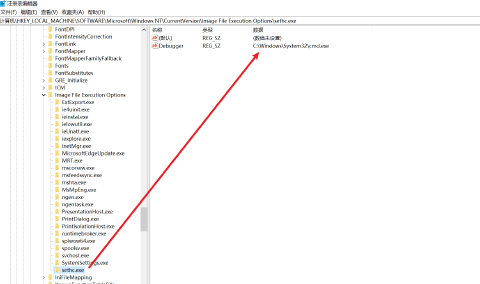 注册表编辑器
文件(F) 编辑(E) 查看(V) 收藏夹(A) 帮助(H)
计算机\HKEY_LOCAL_MACHINE\SOFTWARE\Microsoft\Windows NT\CurrentVersion\Image File Execution Options\sethc.exe
名称 类型 数据
(默认) REG_SZ (数值未设置)
Debugger REG_SZ C:\Windows\System32\cmd.exe
FontDPI
FontIntensityCorrection
FontLink
FontMapper
FontMapperFamilyFallback
Fonts
FontSubstitutes
GRE_Initialize
ICM
Image File Execution Options
ExtExport.exe
ie4uinit.exe
ieinstal.exe
ielowutil.exe
ieUnatt.exe
iexplore.exe
InetMgr.exe
MicrosoftEdgeUpdate.exe
MRT.exe
mscorsvw.exe
msfeedssync.exe
mshta.exe
MsMpEng.exe
ngen.exe
ngentask.exe
PresentationHost.exe
PrintDialog.exe
PrintIsolationHost.exe
runtimebroker.exe
splwow64.exe
spoolsv.exe
svchost.exe
SystemSettings.exe
sethc.exe
IniFileMapping